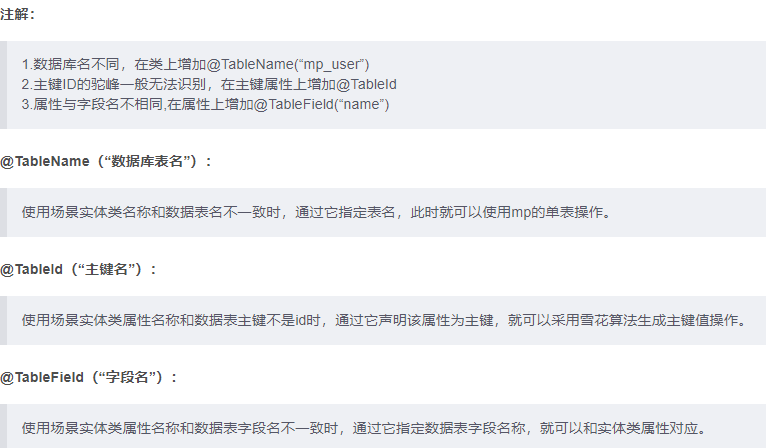 注解：
1.数据库名不同，在类上增加@TableName(“mp_user”)
2.主键ID的驼峰一般无法识别，在主键属性上增加@TableId
3.属性与字段名不相同,在属性上增加@TableField(“name”)
@TableName（“数据库表名”）：
使用场景实体类名称和数据表名不一致时，通过它指定表名，此时就可以使用mp的单表操作。
@TableId（“主键名”）：
使用场景实体类属性名称和数据表主键不是id时，通过它声明该属性为主键，就可以采用雪花算法生成主键值操作。
@TableField（“字段名”）：
使用场景实体类属性名称和数据表字段名不一致时，通过它指定数据表字段名称，就可以和实体类属性对应。